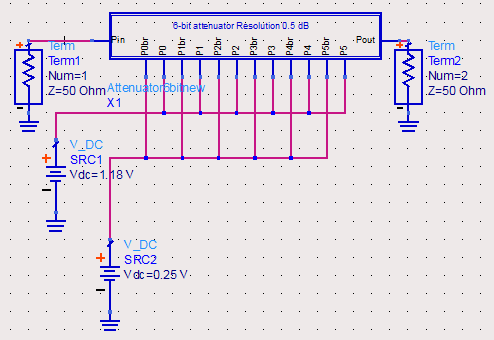 6-bit attenuator Resolution 0.5 dB
Pin
Pout
P0br
P0
P1br
P1
P2br
P2
P3br
P3
P4br
P4
P5br
P5
Term
Term1
Num=1
Z=50 Ohm
Attenuator6bitnew
X1
Term
Term2
Num=2
Z=50 Ohm
V_DC
SRC1
Vdc=1.18 V
V_DC
SRC2
Vdc=0.25 V